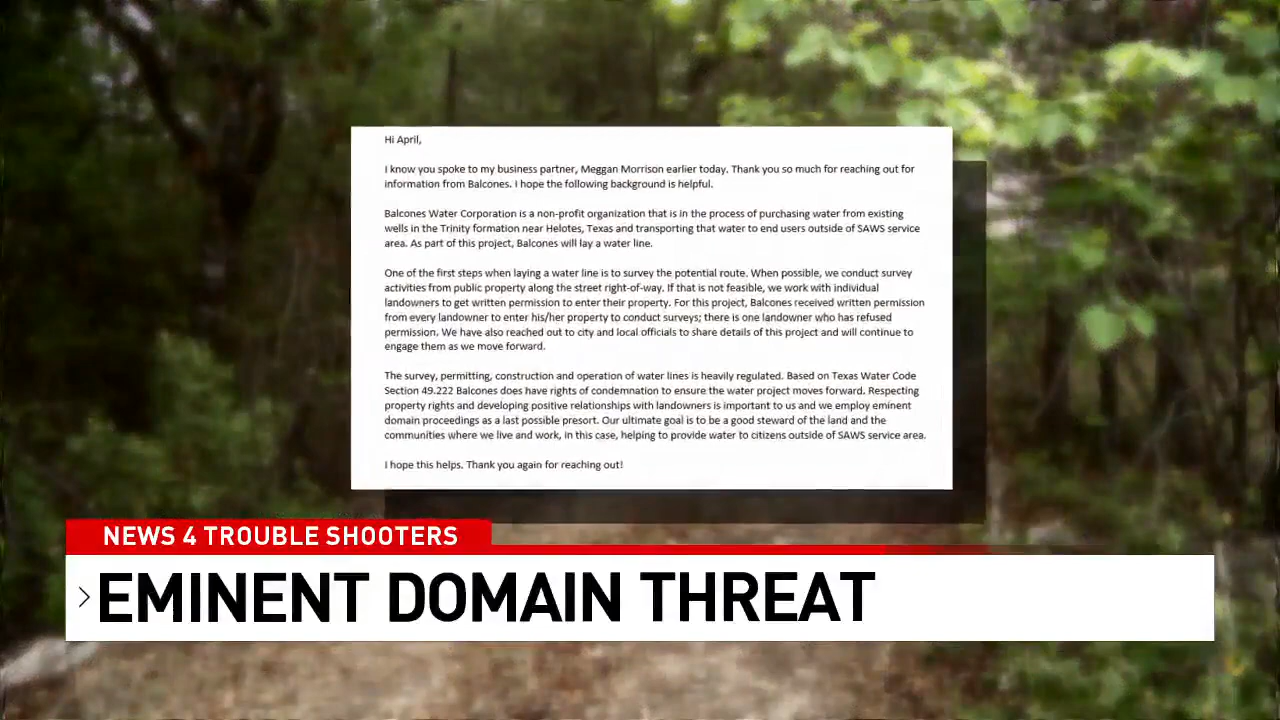 Hi April,
I know you spoke to my business partner, Meggan Morrison earlier today. Thank you so much for reaching out for
information from Balcones. I hope the following background is helpful.
Balcones Water Corporation is a non-profit organization that is in the process of purchasing water from existing
wells in the Trinity formation near Helotes, Texas and transporting that water to end users outside of SAWS service
area. As part of this project, Balcones will lay a water line.
One of the first steps when laying a water line is to survey the potential route. When possible, we conduct survey
activities from public property along the street right-of-way. If that is not feasible, we work with individual
landowners to get written permission to enter their property. For this project, Balcones received written permission
from every landowner to enter his/her property to conduct surveys; there is one landowner who has refused
permission. We have also reached out to city and local officials to share details of this project and will continue to
engage them as we move forward.
The survey, permitting, construction and operation of water lines is heavily regulated. Based on Texas Water Code
Section 49.222 Balcones does have rights of condemnation to ensure the water project moves forward. Respecting
property rights and developing positive relationships with landowners is important to us and we employ eminent
domain proceedings as a last possible presort. Our ultimate goal is to be a good steward of the land and the
communities where we live and work, in this case, helping to provide water to citizens outside of SAWS service area.
I hope this helps. Thank you again for reaching out!
NEWS 4 TROUBLE SHOOTERS
EMINENT DOMAIN THREAT